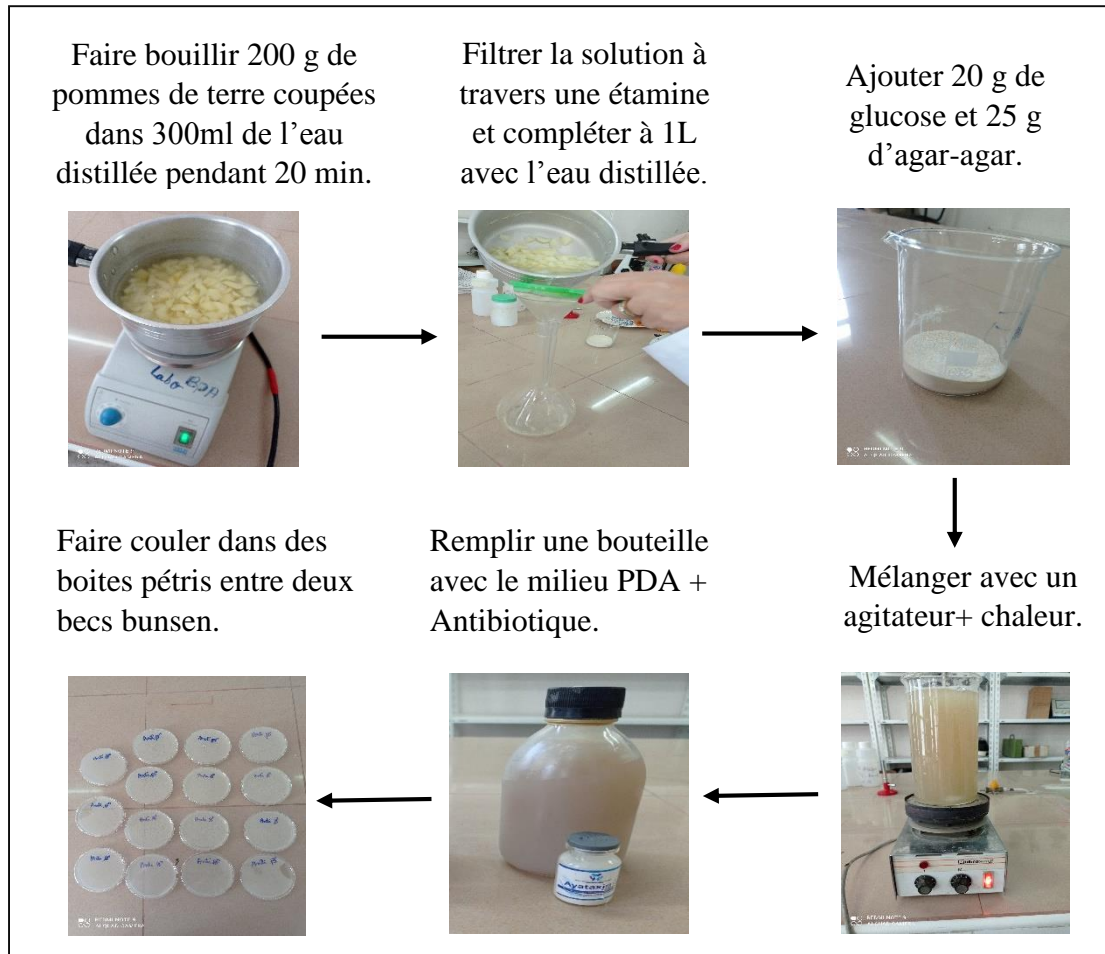 Faire bouillir 200 g de
pommes de terre coupées
dans 300ml de l'eau
distillée pendant 20 min.
Filtrer la solution à
travers une étamine
et compléter à 1L
avec l'eau distillée.
Ajouter 20 g de
glucose et 25 g
d'agar-agar.
Labo BPA
Mélanger avec un
agitateur+ chaleur.
Remplir une bouteille
avec le milieu PDA +
Antibiotique.
Faire couler dans des
boites pétris entre deux
becs bunsen.